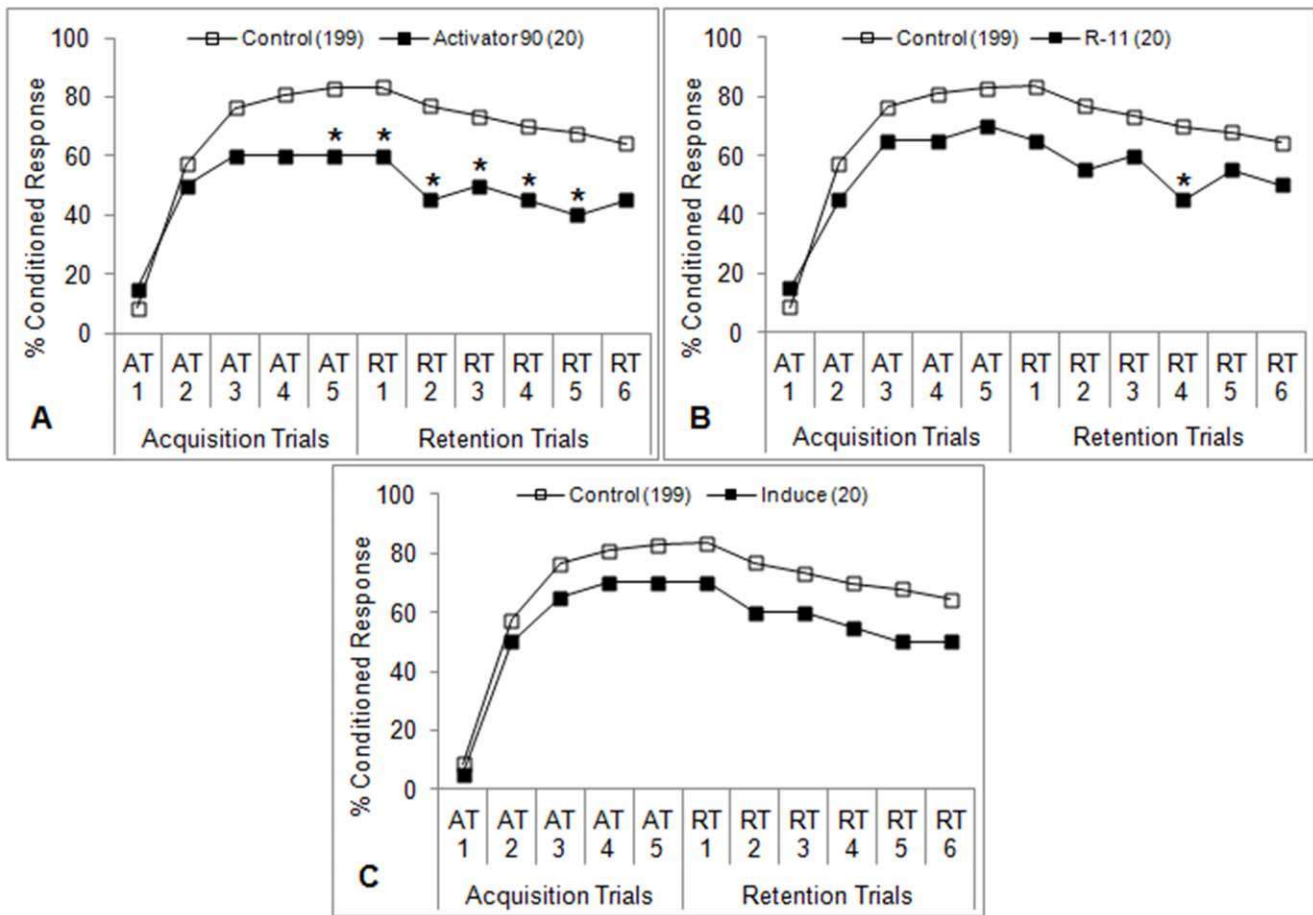 Control (199) Activator 90 (20)
% Conditioned Response
100
80
60
40
20
0
* * * * * *
AT 1 AT 2 AT 3 AT 4 AT 5 RT 1 RT 2 RT 3 RT 4 RT 5 RT 6
Acquisition Trials Retention Trials
A
Control (199) R-11 (20)
% Conditioned Response
100
80
60
40
20
0
*
AT 1 AT 2 AT 3 AT 4 AT 5 RT 1 RT 2 RT 3 RT 4 RT 5 RT 6
Acquisition Trials Retention Trials
B
Control (199) Induce (20)
% Conditioned Response
100
80
60
40
20
0
AT 1 AT 2 AT 3 AT 4 AT 5 RT 1 RT 2 RT 3 RT 4 RT 5 RT 6
Acquisition Trials Retention Trials
C